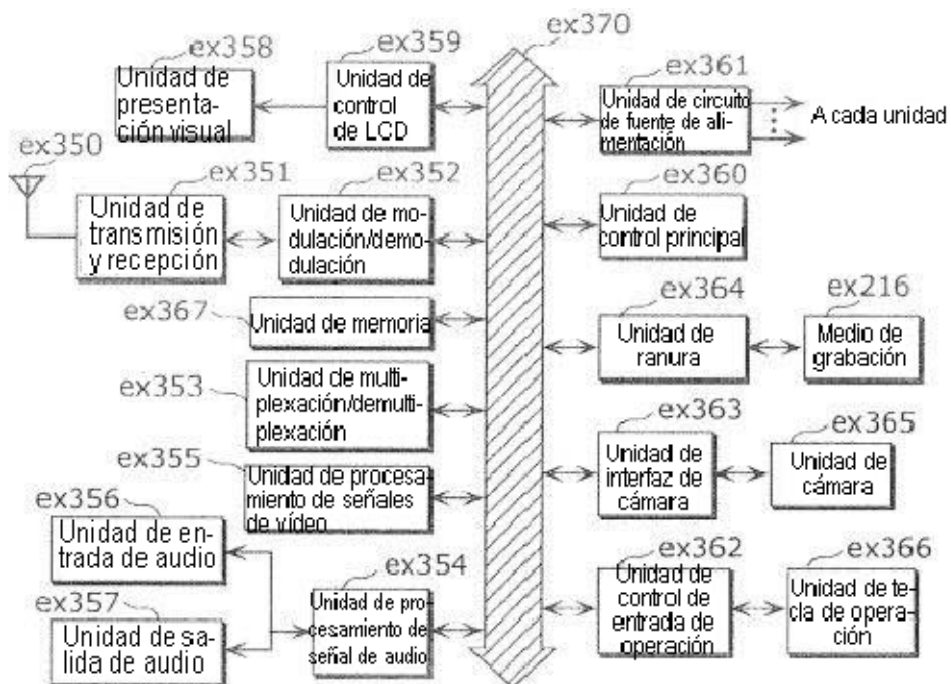 ex370
ex358
ex359
ex361
Unidad de
presenta-
ción visual
Unidad de
control
de LCD
Unidad de circuito
de fuente de ali-
mentación
A cada unidad
ex350
ex351
ex352
ex360
Unidad de
transmisión
y recepción
Unidad de mo-
dulación/demo-
dulación
Unidad de
control principal
ex367
ex364
ex216
Unidad de memoria
Unidad de
ranura
Medio de
grabación
ex353
Unidad de multi-
plexación/demulti-
plexación
ex363
ex365
ex355
Unidad de
interfaz de
cámara
Unidad de
cámara
Unidad de procesa-
miento de señales
de vídeo
ex356
Unidad de en-
trada de audio
ex354
ex362
ex366
ex357
Unidad de sa-
lida de audio
Unidad de pro-
cesamiento de
señal de audio
Unidad de
control de
entrada de
operación
Unidad de te-
cla de opera-
ción